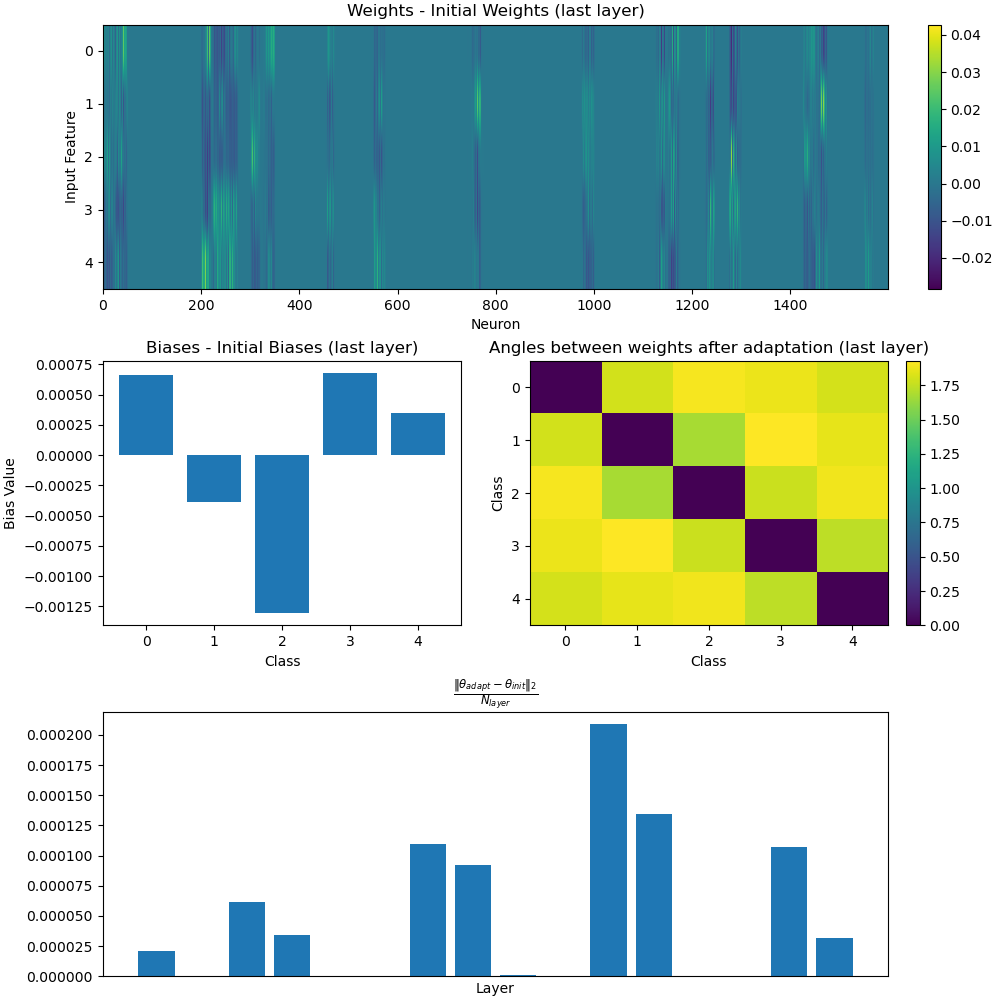 Weights - Initial Weights (last layer)
Input Feature
0
1
2
3
4
0 200 400 600 800 1000 1200 1400
Neuron
0.04
0.03
0.02
0.01
0.00
−0.01
−0.02
Biases - Initial Biases (last layer)
Bias Value
0.00075
0.00050
0.00025
0.00000
−0.00025
−0.00050
−0.00075
−0.00100
−0.00125
0 1 2 3 4
Class
Angles between weights after adaptation (last layer)
Class
0
1
2
3
4
0 1 2 3 4
Class
1.75
1.50
1.25
1.00
0.75
0.50
0.25
0.00
‖θadapt − θinit‖2
Nlayer
0.000200
0.000175
0.000150
0.000125
0.000100
0.000075
0.000050
0.000025
0.000000
Layer